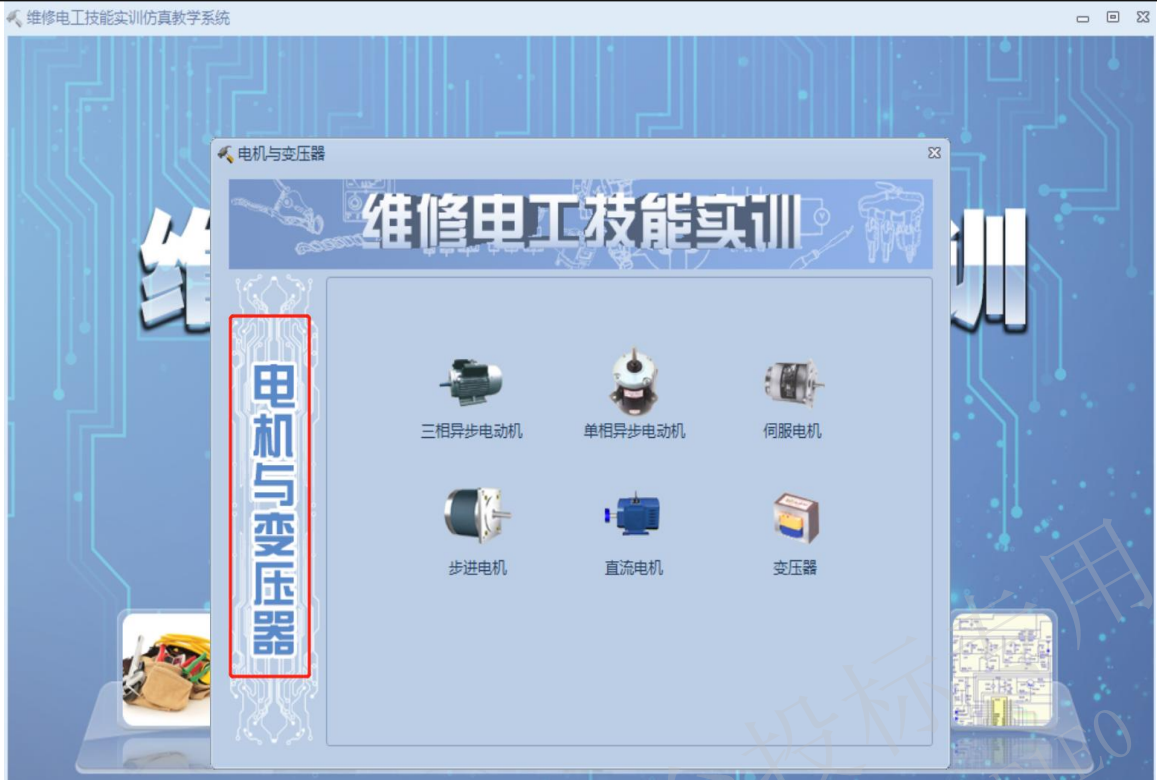 维修电工技能实训仿真教学系统
电机与变压器
维修电工技能实训
维
训
电机与变压器
三相异步电动机
单相异步电动机
伺服电机
步进电机
直流电机
变压器